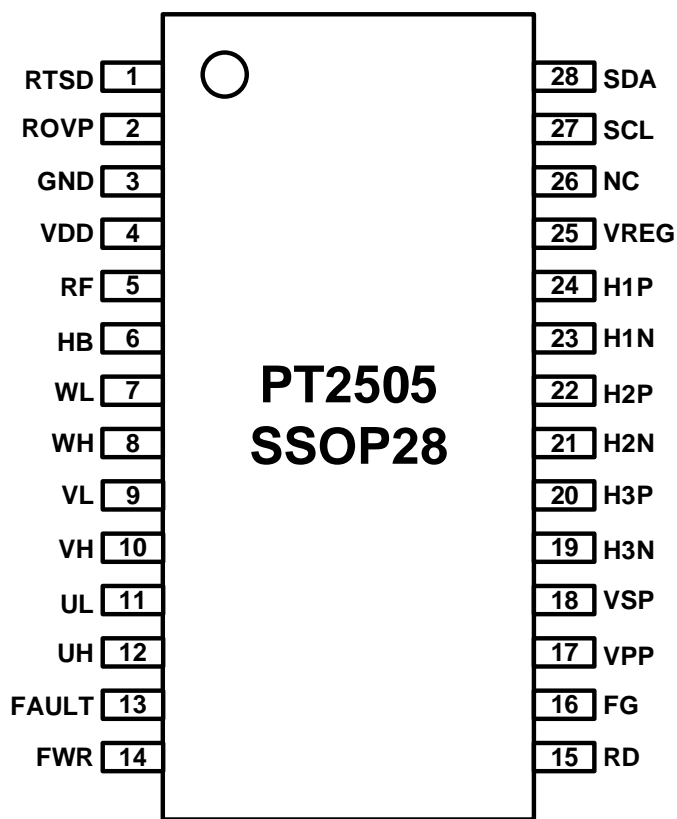 RTSD 1 28 SDA
ROVP 2 27 SCL
GND 3 26 NC
VDD 4 25 VREG
RF 5 24 H1P
HB 6 23 H1N
WL 7 22 H2P
PT2505
WH 8 21 H2N
SSOP28
VL 9 20 H3P
VH 10 19 H3N
UL 11 18 VSP
UH 12 17 VPP
FAULT 13 16 FG
FWR 14 15 RD